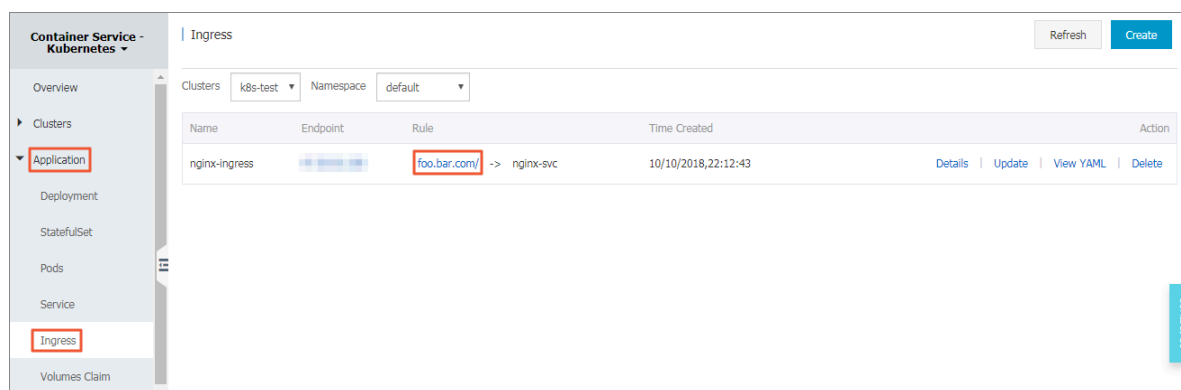 Container Service -
Kubernetes
Ingress
Refresh
Create
Overview
Clusters
k8s-test
Namespace
default
Clusters
Name
Endpoint
Rule
Time Created
Action
Application
nginx-ingress
foo.bar.com/
->
nginx-svc
10/10/2018,22:12:43
Details
Update
View YAML
Delete
Deployment
StatefulSet
Pods
Service
Ingress
Volumes Claim